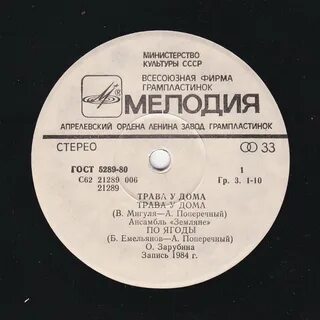 МИНИСТЕРСТВО
КУЛЬТУРЫ СССР
ВСЕСОЮЗНАЯ ФИРМА
ГРАМПЛАСТИНОК
МЕЛОДИЯ
АПРЕЛЕВСКИЙ ОРДЕНА ЛЕНИНА ЗАВОД ГРАМПЛАСТИНОК
СТЕРЕО 33
ГОСТ 5289-80 1
С62 21289 006 Гр. 3. 1-10
21289
ТРАВА У ДОМА
ТРАВА У ДОМА
(В. Мигуля—А. Поперечный)
Ансамбль «Земляне»
ПО ЯГОДЫ
(Б. Емельянов—А. Поперечный)
О. Зарубина
Запись 1984 г.